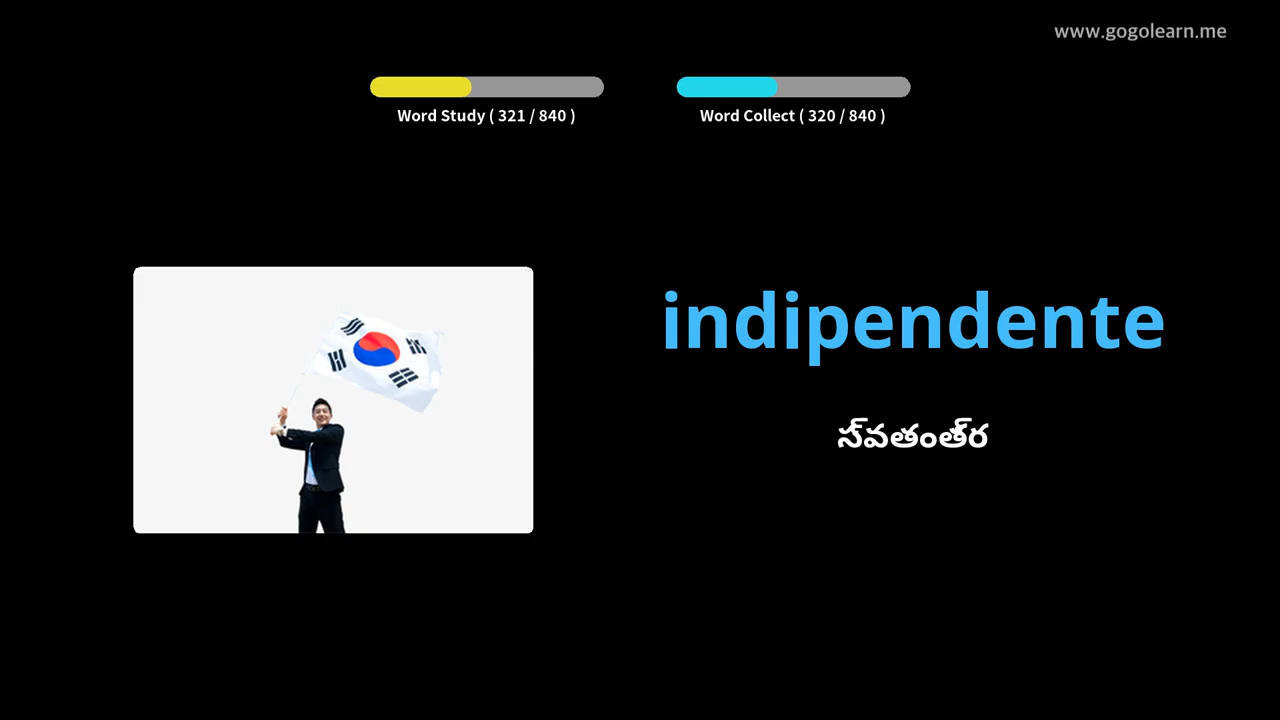 www.gogolearn.me
Word Study ( 321 / 840 )
Word Collect ( 320 / 840 )
indipendente
స్వతంత్ర